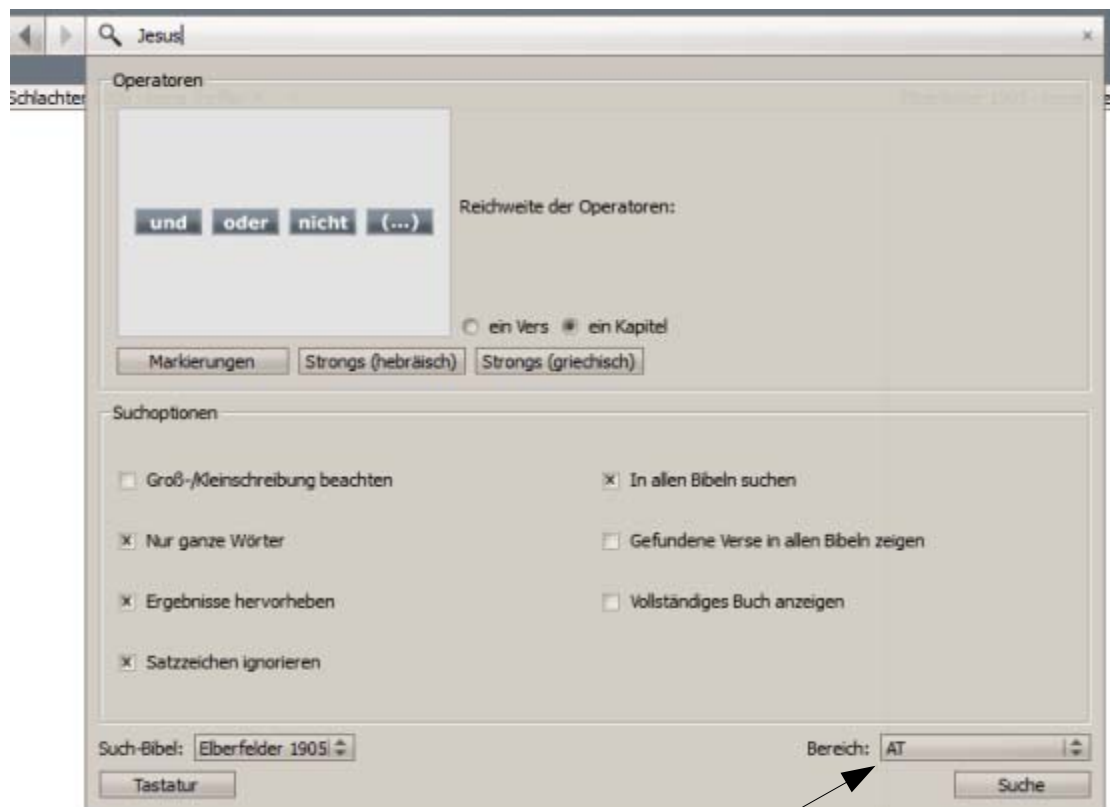 Jesus
Schlachter
Operatoren
und oder nicht (...)
Reichweite der Operatoren:
ein Vers ein Kapitel
Markierungen Strongs (hebräisch) Strongs (griechisch)
Suchoptionen
Groß-/Kleinschreibung beachten In allen Bibeln suchen
Nur ganze Wörter Gefundene Verse in allen Bibeln zeigen
Ergebnisse hervorheben Vollständiges Buch anzeigen
Satzzeichen ignorieren
Such-Bibel: Elberfelder 1905 Bereich: AT
Tastatur Suche